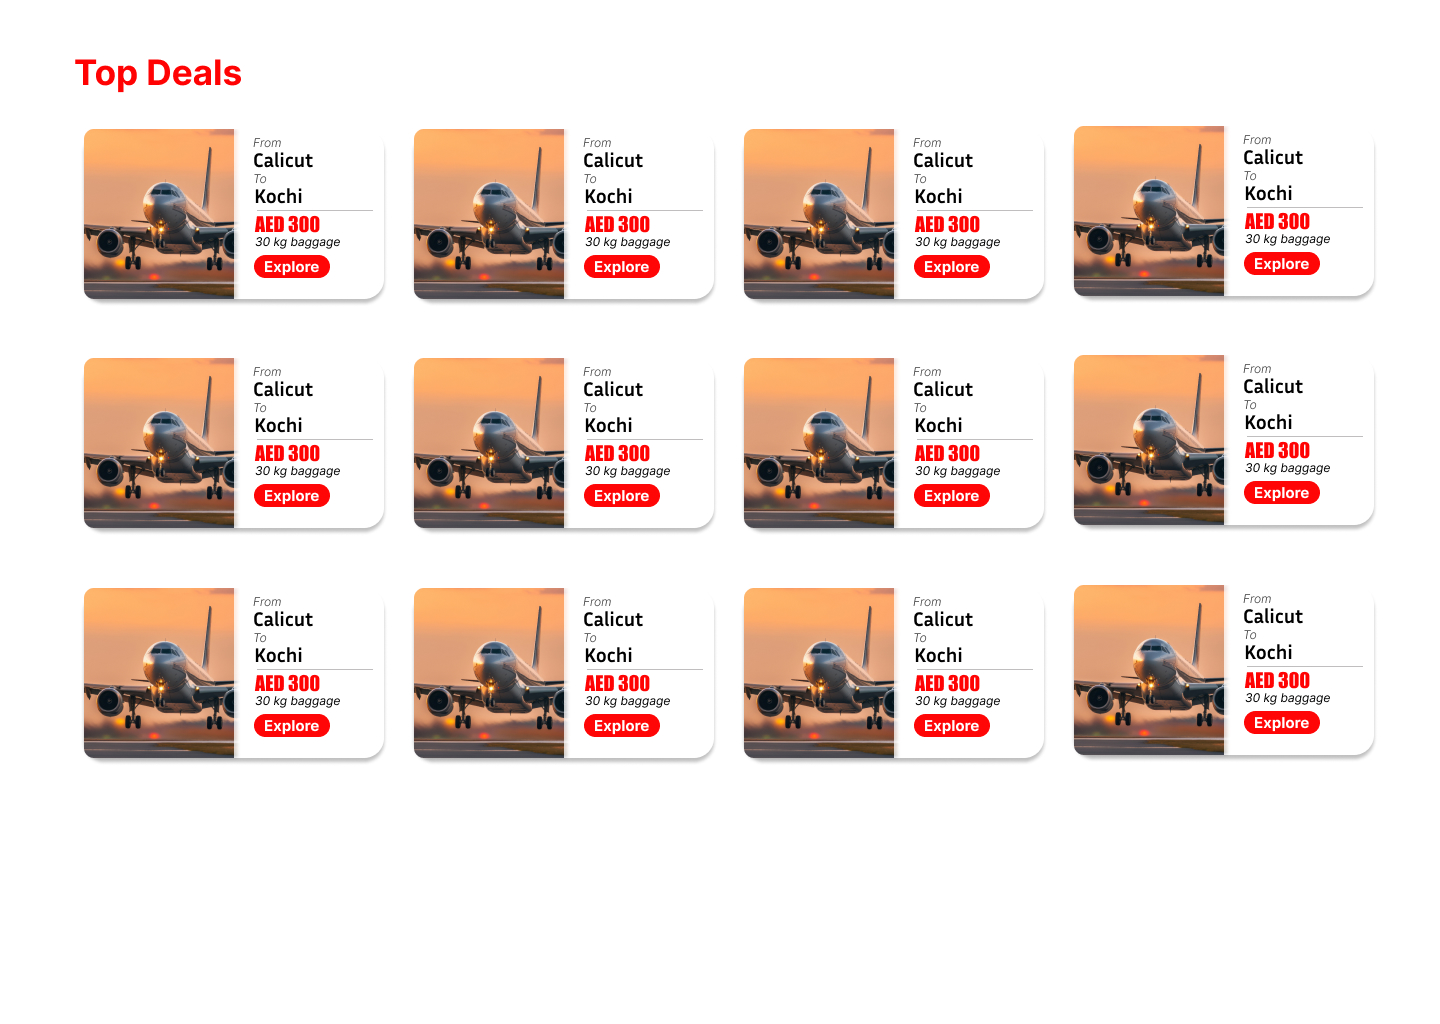 Top Deals
From
Calicut
To
Kochi
AED 300
30 kg baggage
Explore
From
Calicut
To
Kochi
AED 300
30 kg baggage
Explore
From
Calicut
To
Kochi
AED 300
30 kg baggage
Explore
From
Calicut
To
Kochi
AED 300
30 kg baggage
Explore
From
Calicut
To
Kochi
AED 300
30 kg baggage
Explore
From
Calicut
To
Kochi
AED 300
30 kg baggage
Explore
From
Calicut
To
Kochi
AED 300
30 kg baggage
Explore
From
Calicut
To
Kochi
AED 300
30 kg baggage
Explore
From
Calicut
To
Kochi
AED 300
30 kg baggage
Explore
From
Calicut
To
Kochi
AED 300
30 kg baggage
Explore
From
Calicut
To
Kochi
AED 300
30 kg baggage
Explore
From
Calicut
To
Kochi
AED 300
30 kg baggage
Explore